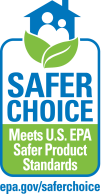 SAFER
CHOICE
Meets U.S. EPA
Safer Product
Standards
epa.gov/saferchoice